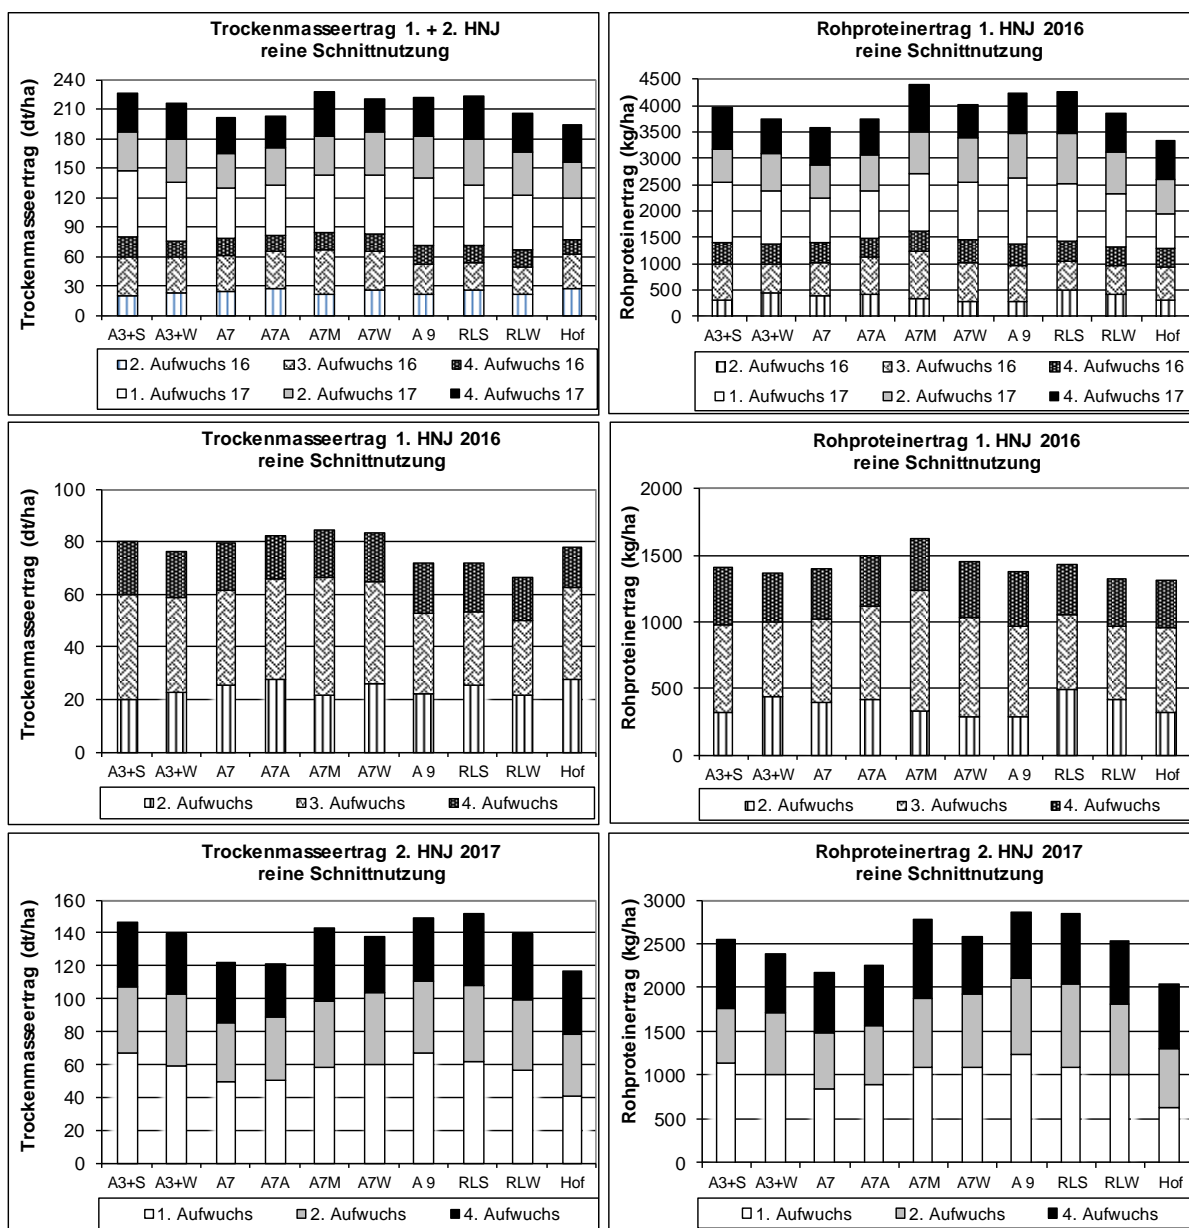 Trockenmasseertrag 1. + 2. HNJ
reine Schnittnutzung
Trockenmasseertrag (dt/ha)
240
210
180
150
120
90
60
30
0
A3+S A3+W A7 A7A A7M A7W A 9 RLS RLW Hof
2. Aufwuchs 16 3. Aufwuchs 16 4. Aufwuchs 16
1. Aufwuchs 17 2. Aufwuchs 17 4. Aufwuchs 17
Rohproteinertrag 1. HNJ 2016
reine Schnittnutzung
Rohproteinertrag (kg/ha)
4500
4000
3500
3000
2500
2000
1500
1000
500
0
A3+S A3+W A7 A7A A7M A7W A 9 RLS RLW Hof
2. Aufwuchs 16 3. Aufwuchs 16 4. Aufwuchs 16
1. Aufwuchs 17 2. Aufwuchs 17 4. Aufwuchs 17
Trockenmasseertrag 1. HNJ 2016
reine Schnittnutzung
Trockenmasseertrag (dt/ha)
100
80
60
40
20
0
A3+S A3+W A7 A7A A7M A7W A 9 RLS RLW Hof
2. Aufwuchs 3. Aufwuchs 4. Aufwuchs
Rohproteinertrag 1. HNJ 2016
reine Schnittnutzung
Rohproteinertrag (kg/ha)
2000
1500
1000
500
0
A3+S A3+W A7 A7A A7M A7W A 9 RLS RLW Hof
2. Aufwuchs 3. Aufwuchs 4. Aufwuchs
Trockenmasseertrag 2. HNJ 2017
reine Schnittnutzung
Trockenmasseertrag (dt/ha)
160
140
120
100
80
60
40
20
0
A3+S A3+W A7 A7A A7M A7W A 9 RLS RLW Hof
1. Aufwuchs 2. Aufwuchs 4. Aufwuchs
Rohproteinertrag 2. HNJ 2017
reine Schnittnutzung
Rohproteinertrag (kg/ha)
3000
2500
2000
1500
1000
500
0
A3+S A3+W A7 A7A A7M A7W A 9 RLS RLW Hof
1. Aufwuchs 2. Aufwuchs 4. Aufwuchs